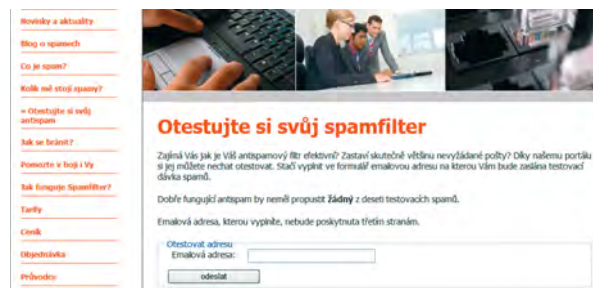 Novinky a aktuality
Blog o spamech
Co je spam?
Kolik mě stojí spamy?
» Otestujte si svůj
antispam
Jak se bránit?
Pomozte v boji i Vy
Jak funguje Spamfilter?
Tarify
Ceník
Objednávka
Průvodce
Otestujte si svůj spamfilter
Zajímá Vás jak je Váš antispamový filtr efektivní? Zastaví skutečně většinu nevyžádané pošty? Díky našemu portálu
si jej můžete nechat otestovat. Stačí vyplnit ve formulář emailovou adresu na kterou Vám bude zaslána testovací
dávka spamů.
Dobře fungující antispam by neměl propustit žádný z deseti testovacích spamů.
Emailová adresa, kterou vyplníte, nebude poskytnuta třetím stranám.
Otestovat adresu
Emailová adresa:
odeslat